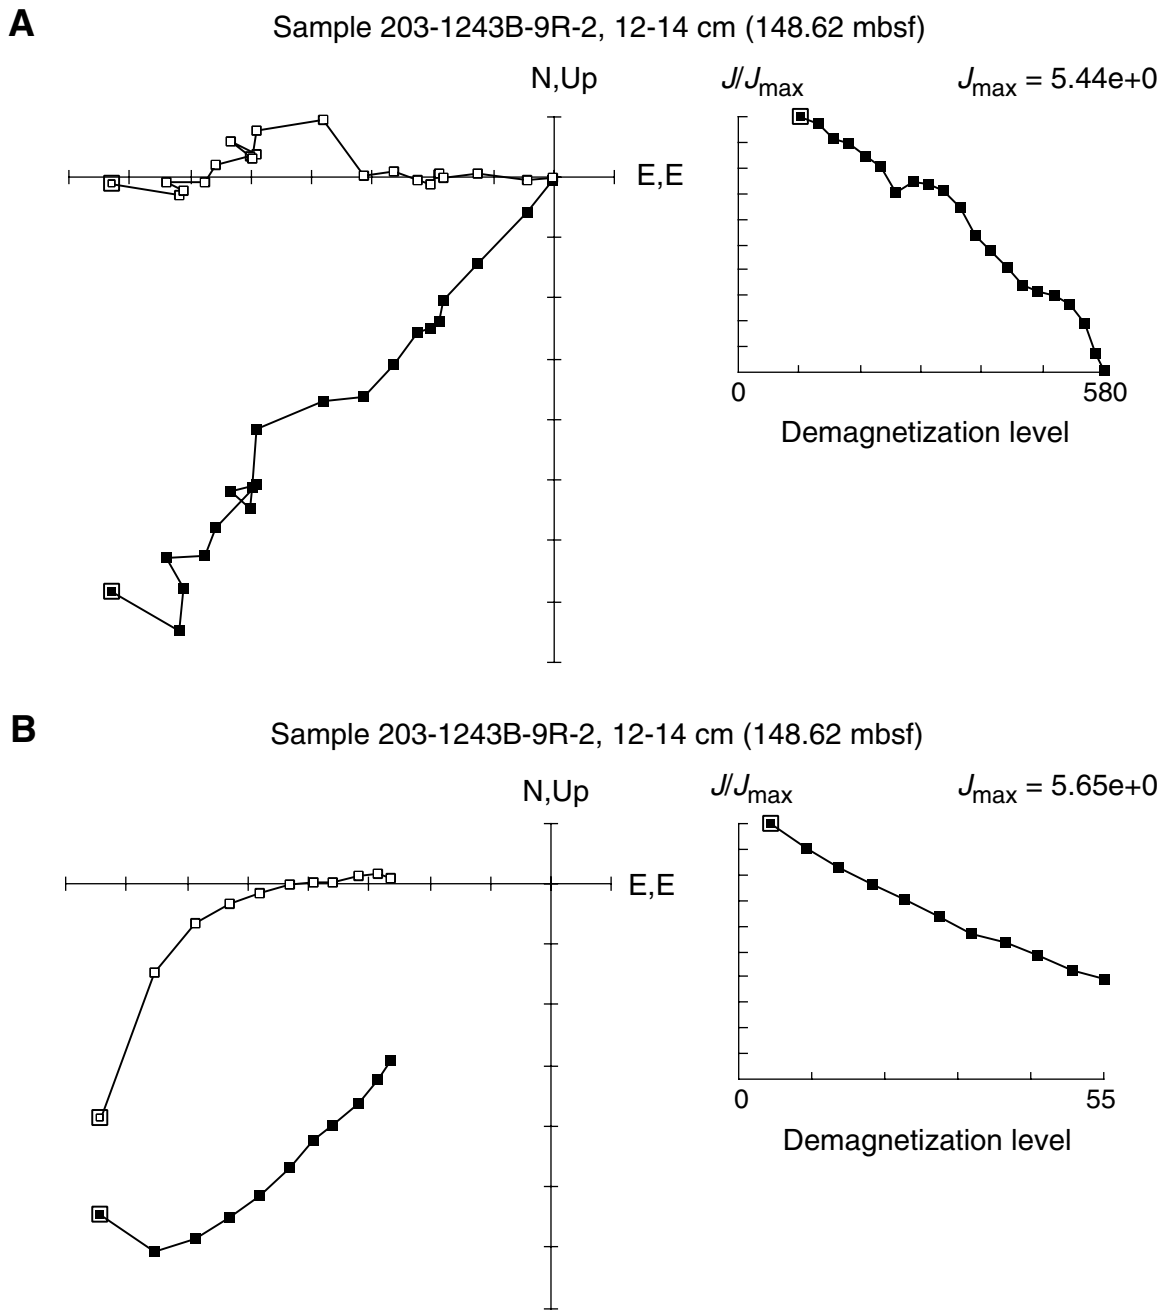 A
Sample 203-1243B-9R-2, 12-14 cm (148.62 mbsf)
N,Up
J/Jmax
Jmax = 5.44e+0
E,E
0
580
Demagnetization level
B
Sample 203-1243B-9R-2, 12-14 cm (148.62 mbsf)
N,Up
J/Jmax
Jmax = 5.65e+0
E,E
0
55
Demagnetization level